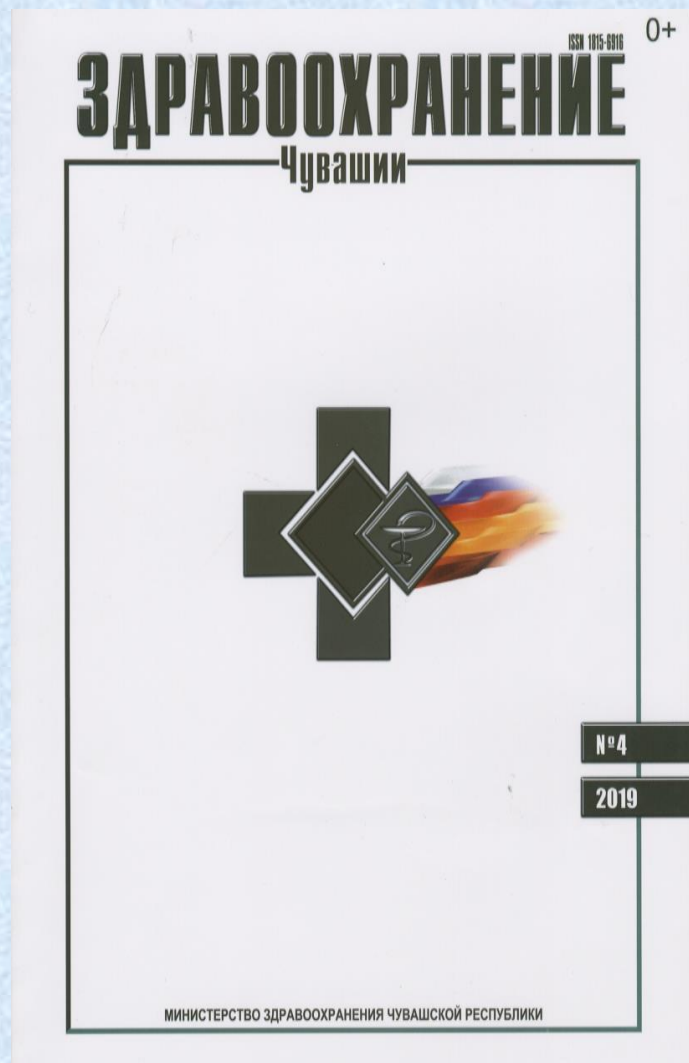 ISSN 1815-6916
0+
ЗДРАВООХРАНЕНИЕ
Чувашии
№4
2019
МИНИСТЕРСТВО ЗДРАВООХРАНЕНИЯ ЧУВАШСКОЙ РЕСПУБЛИКИ